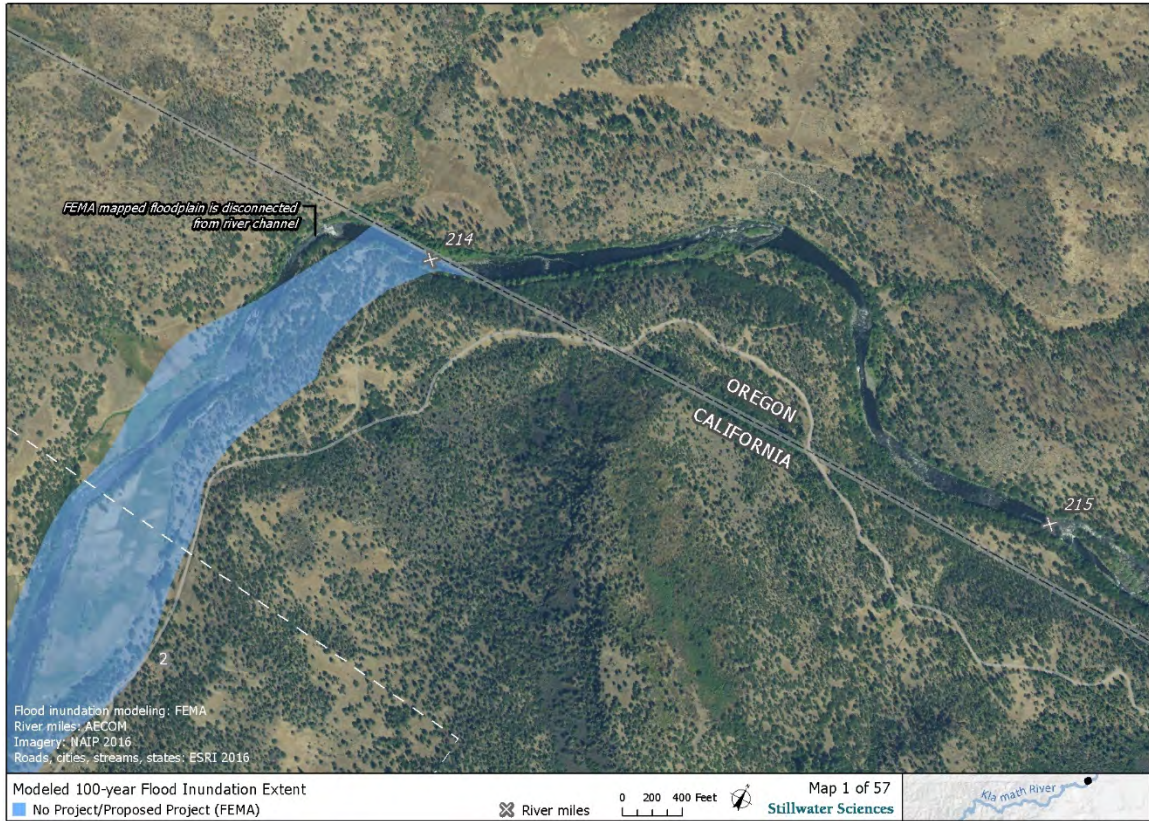 FEMA mapped floodplain is disconnected
from river channel
214
OREGON
CALIFORNIA
215
2
Flood inundation modeling: FEMA
River miles: AECOM
Imagery: NAIP 2016
Roads, cities, streams, states: ESRI 2016
Modeled 100-year Flood Inundation Extent
No Project/Proposed Project (FEMA)
River miles
0 200 400 Feet
Map 1 of 57
Stillwater Sciences
Klamath River